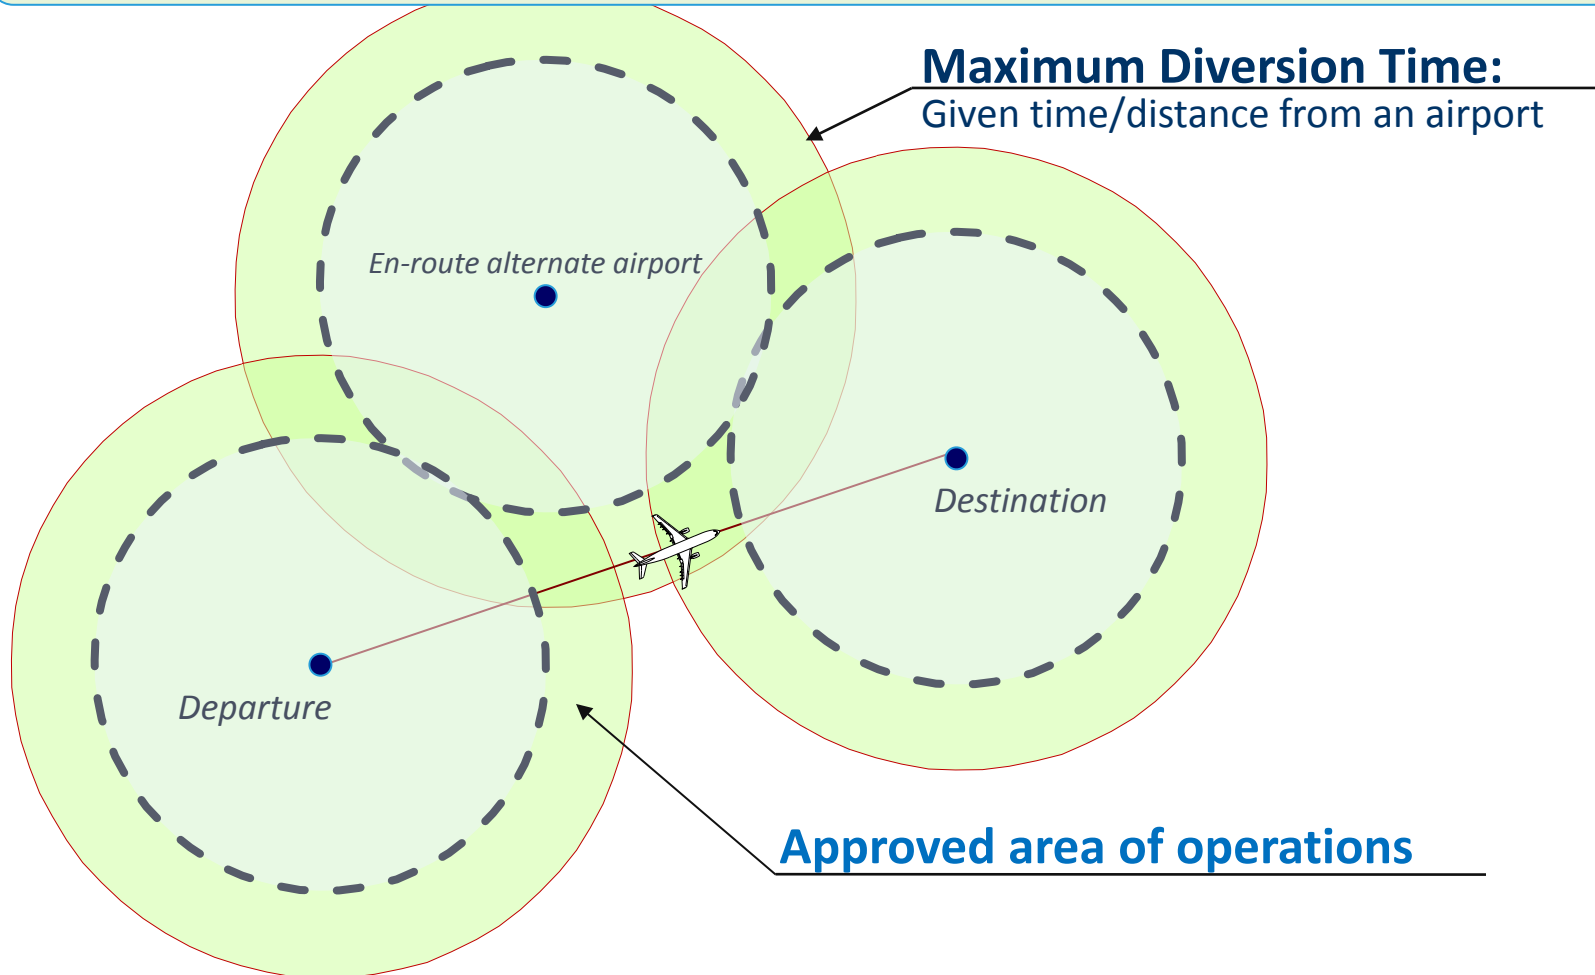 Maximum Diversion Time:
Given time/distance from an airport
En-route alternate airport
Destination
Departure
Approved area of operations